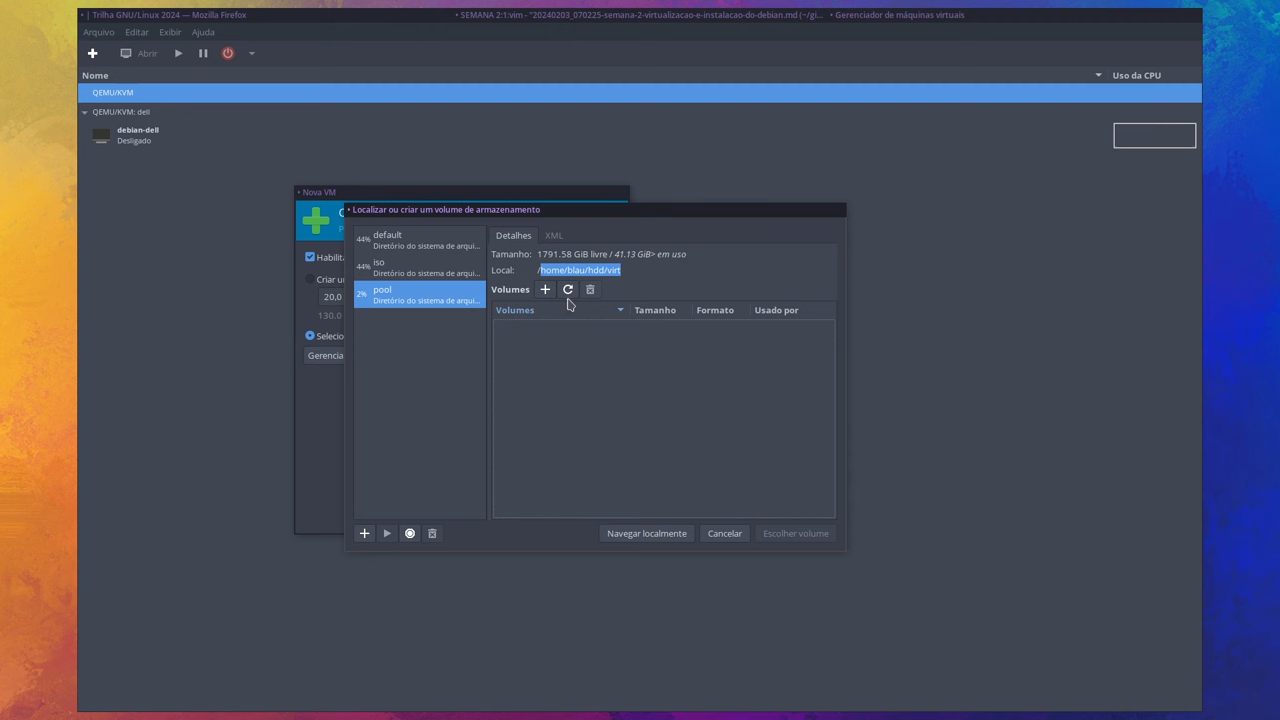 • | Trilha GNU/Linux 2024 — Mozilla Firefox
• SEMANA 2:1:vim - "20240203_070225-semana-2-virtualizacao-e-instalacao-do-debian.md (~/gi...
• Gerenciador de máquinas virtuais
Arquivo Editar Exibir Ajuda
Abrir
Nome
Uso da CPU
QEMU/KVM
QEMU/KVM: dell
debian-dell
Desligado
• Nova VM
• Localizar ou criar um volume de armazenamento
44% default
Diretório do sistema de arqui...
44% iso
Diretório do sistema de arqui...
2% pool
Diretório do sistema de arqui...
Detalhes XML
Tamanho: 1791.58 GiB livre / 41.13 GiB> em uso
Local: /home/blau/hdd/virt
Volumes
Volumes Tamanho Formato Usado por
Habilit
Criar un
20,0
130.0
Selecio
Gerencia
Navegar localmente Cancelar Escolher volume